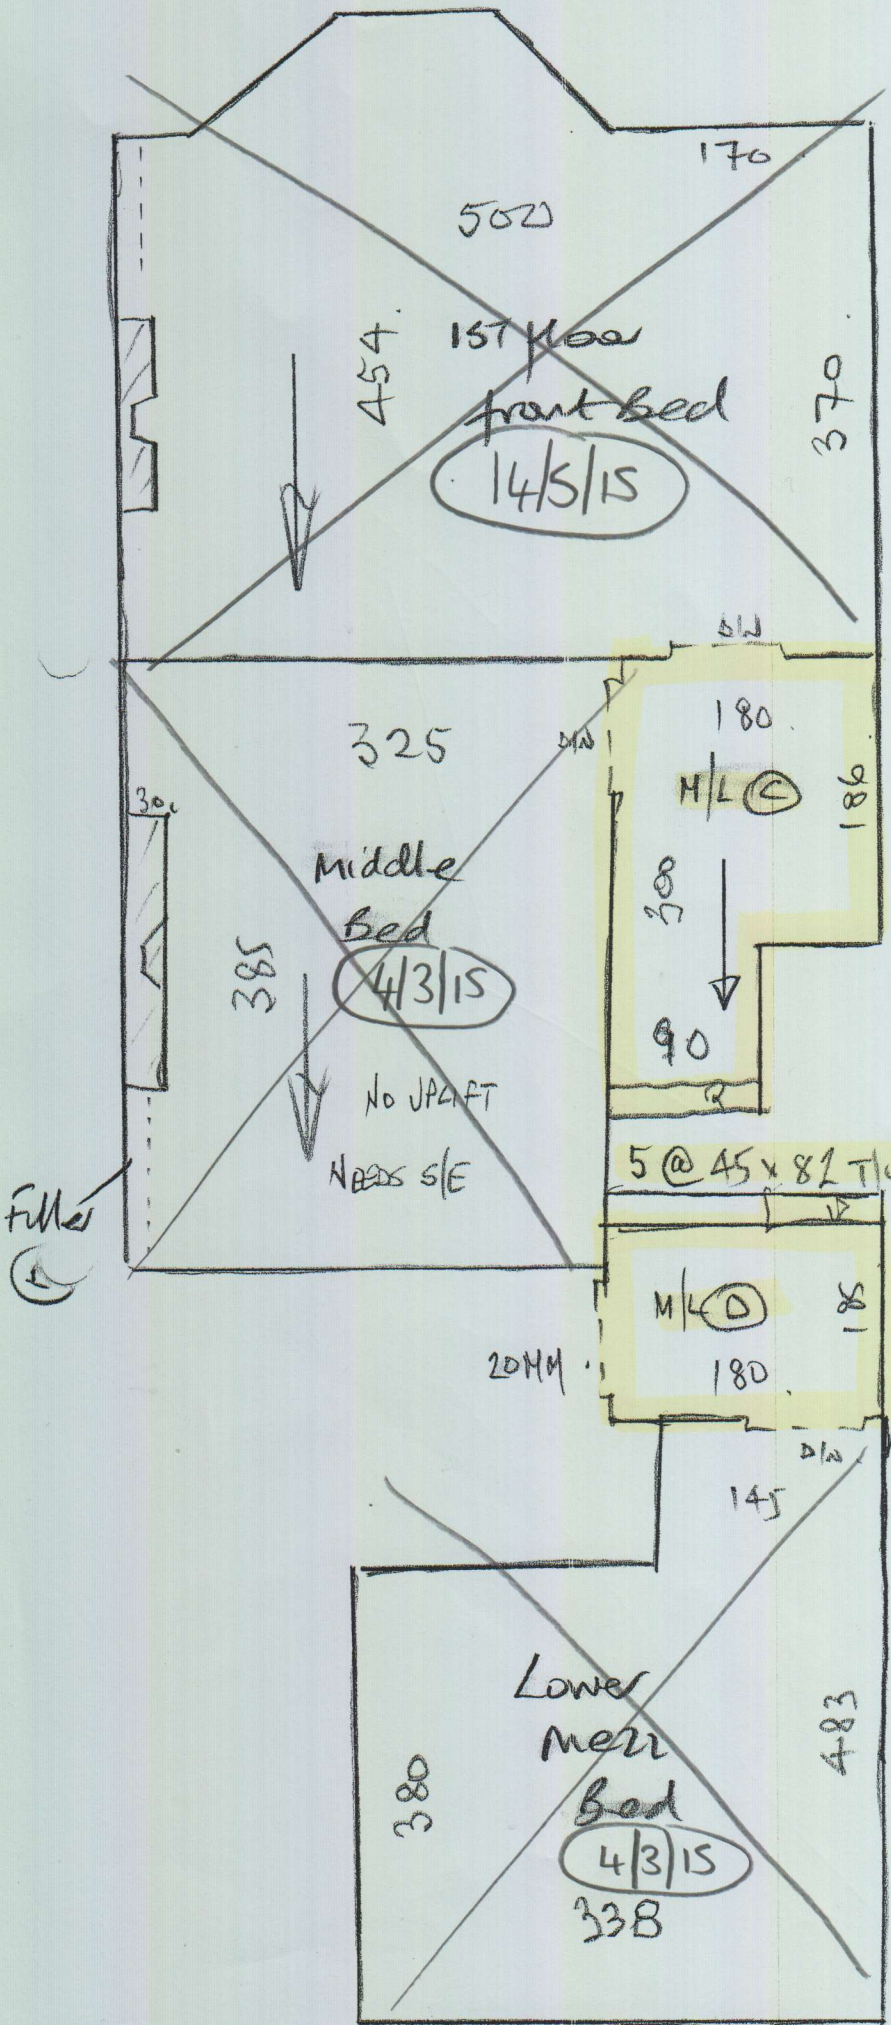 170
502
454.
1ST floor
front Bed
370
14/5/15
D/W
180
325
D/W
M/L C
186
30
Middle
Bed
308
385
4/3/15
90
NO UPLIFT
R
NEEDS S/E
5 @ 45 x 82
Filler
M/L D
186
20MM
180
D/W
145
Lower
Mezz
Bed
483
380
4/3/15
338